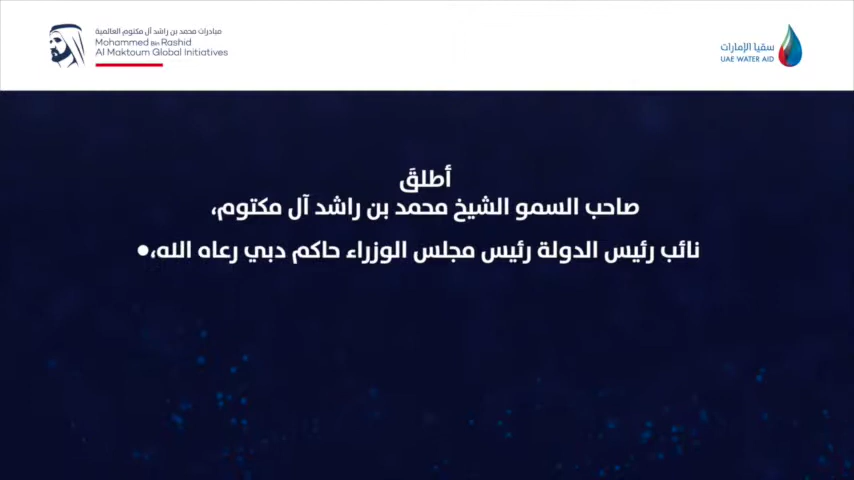 مبادرات محمد بن راشد آل مكتوم العالمية
Mohammed Bin Rashid
Al Maktoum Global Initiatives
سقيا الإمارات
UAE WATER AID
أطلقَ
صاحب السمو الشيخ محمد بن راشد آل مكتوم،
نائب رئيس الدولة رئيس مجلس الوزراء حاكم دبي رعاه الله،